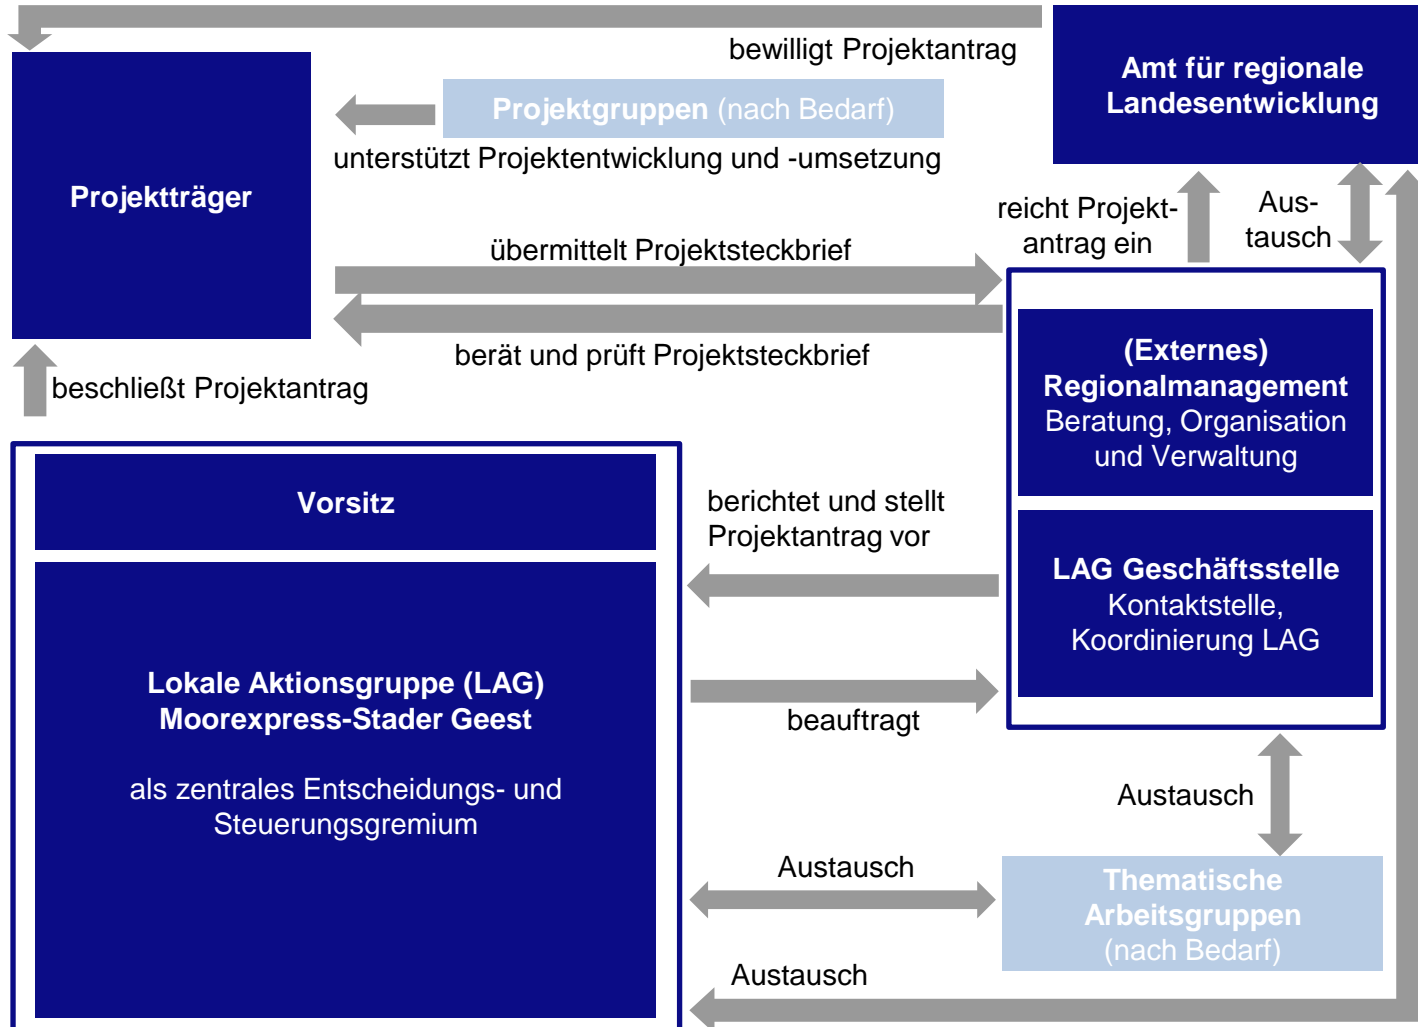 bewilligt Projektantrag
Amt für regionale
Landesentwicklung
Projektgruppen (nach Bedarf)
unterstützt Projektentwicklung und -umsetzung
Projektträger
reicht Projekt-
antrag ein
Aus-
tausch
übermittelt Projektsteckbrief
berät und prüft Projektsteckbrief
beschließt Projektantrag
(Externes)
Regionalmanagement
Beratung, Organisation
und Verwaltung
Vorsitz
berichtet und stellt
Projektantrag vor
LAG Geschäftsstelle
Kontaktstelle,
Koordinierung LAG
Lokale Aktionsgruppe (LAG)
Moorexpress-Stader Geest
als zentrales Entscheidungs- und
Steuerungsgremium
beauftragt
Austausch
Austausch
Thematische
Arbeitsgruppen
(nach Bedarf)
Austausch